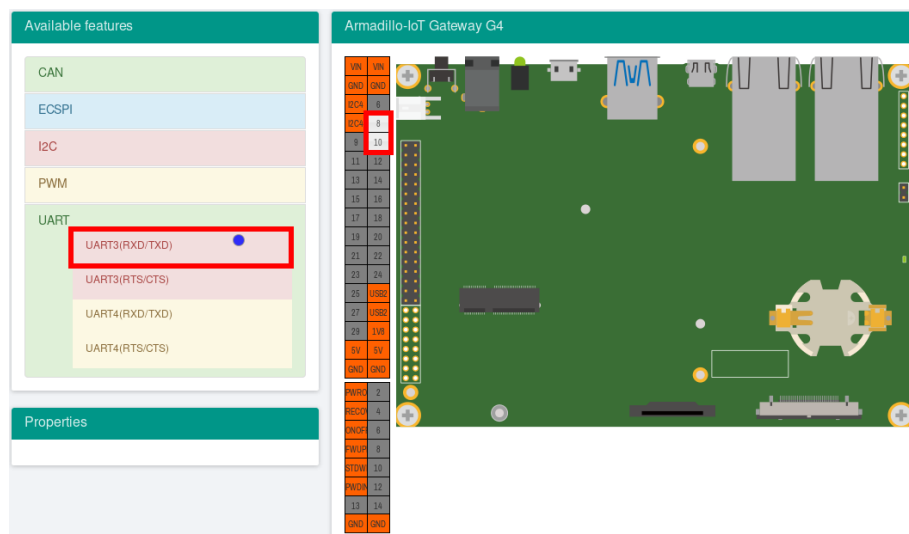 Available features
CAN
ECSPI
I2C
PWM
UART
UART3(RXD/TXD)
UART3(RTS/CTS)
UART4(RXD/TXD)
UART4(RTS/CTS)
Properties
Armadillo-IoT Gateway G4
VIN VIN
GND GND
I2C4 6
I2C4 8
9 10
11 12
13 14
15 16
17 18
19 20
21 22
23 24
25 USB2
27 USB2
29 1V8
5V 5V
GND GND
PWRO 2
RECOV 4
ONOFF 6
FWUP 8
STDW 10
PWDIN 12
13 14
GND GND